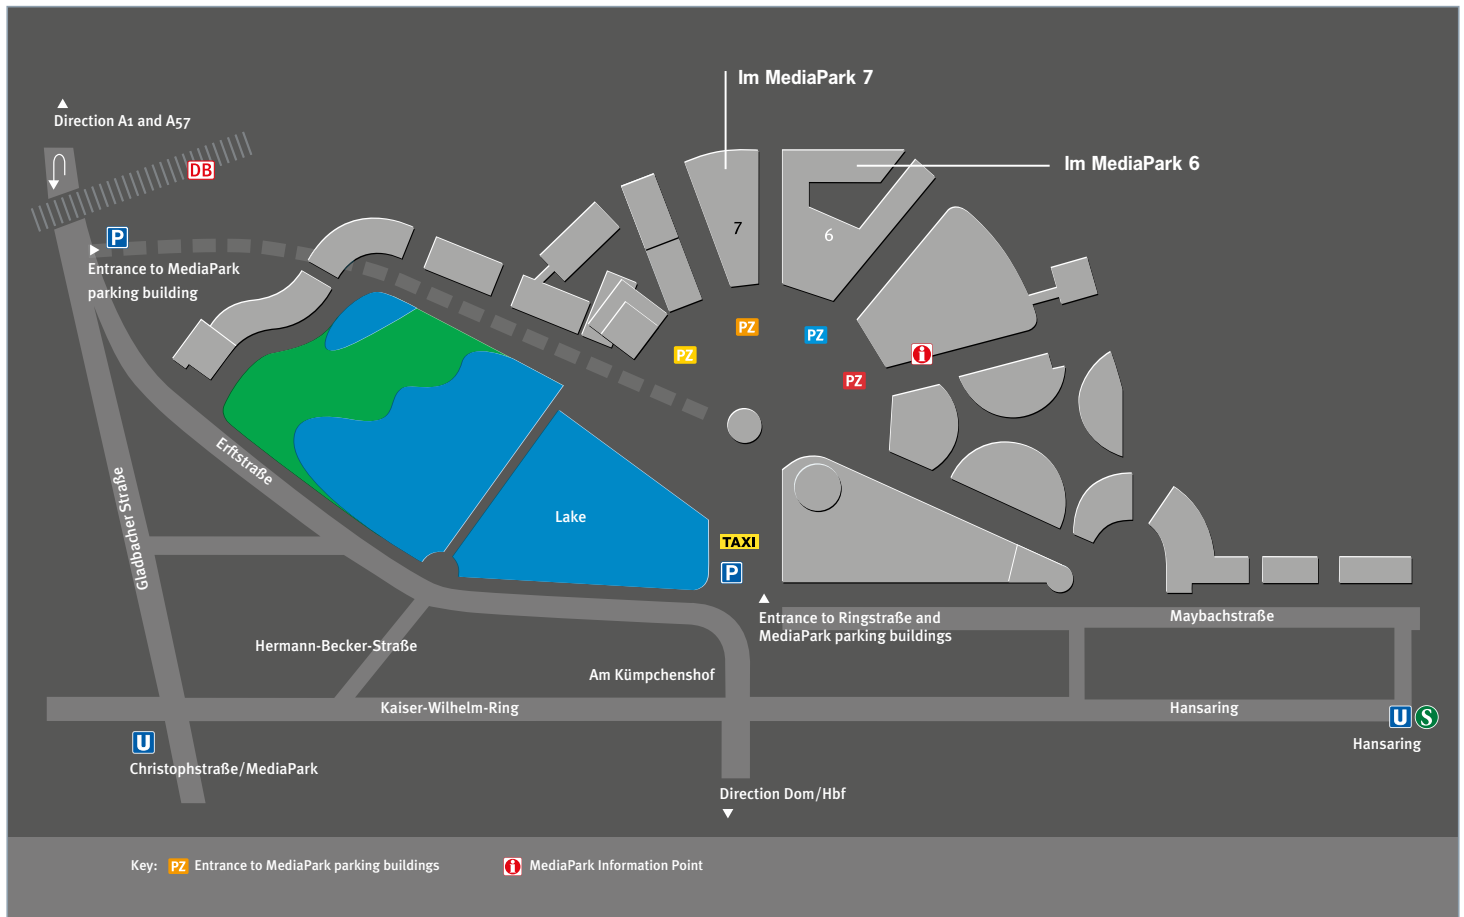 Im MediaPark 7
Direction A1 and A57
DB
Im MediaPark 6
7
6
P
Entrance to MediaPark
parking building
PZ
PZ
PZ
PZ
i
Erftstraße
Gladbacher Straße
Lake
TAXI
P
Entrance to Ringstraße and
MediaPark parking buildings
Maybachstraße
Hermann-Becker-Straße
Am Kümpchenshof
Kaiser-Wilhelm-Ring
Hansaring
U S
Hansaring
U
Christophstraße/MediaPark
Direction Dom/Hbf
Key: PZ Entrance to MediaPark parking buildings i MediaPark Information Point